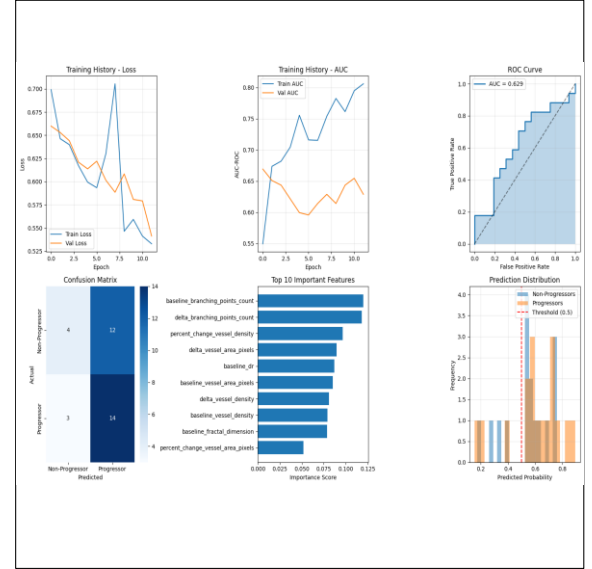 Training History - Loss
0.700
0.675
0.650
0.625
0.600
0.575
0.550
0.525
Loss
Train Loss
Val Loss
0.0 2.5 5.0 7.5 10.0
Epoch
Training History - AUC
Train AUC
Val AUC
0.80
0.75
0.70
0.65
0.60
0.55
AUC-ROC
0.0 2.5 5.0 7.5 10.0
Epoch
ROC Curve
AUC = 0.629
1.0
0.8
0.6
0.4
0.2
0.0
True Positive Rate
0.0 0.2 0.4 0.6 0.8 1.0
False Positive Rate
Confusion Matrix
Actual
Non-Progressor
Progressor
4 12
3 14
Non-Progressor Progressor
Predicted
14
12
10
8
6
4
Top 10 Important Features
baseline_branching_points_count
delta_branching_points_count
percent_change_vessel_density
delta_vessel_area_pixels
baseline_dr
baseline_vessel_area_pixels
delta_vessel_density
baseline_vessel_density
baseline_fractal_dimension
percent_change_vessel_area_pixels
0.000 0.025 0.050 0.075 0.100 0.125
Importance Score
Prediction Distribution
Non-Progressors
Progressors
Threshold (0.5)
4.0
3.5
3.0
2.5
2.0
1.5
1.0
0.5
0.0
Frequency
0.2 0.4 0.6 0.8
Predicted Probability